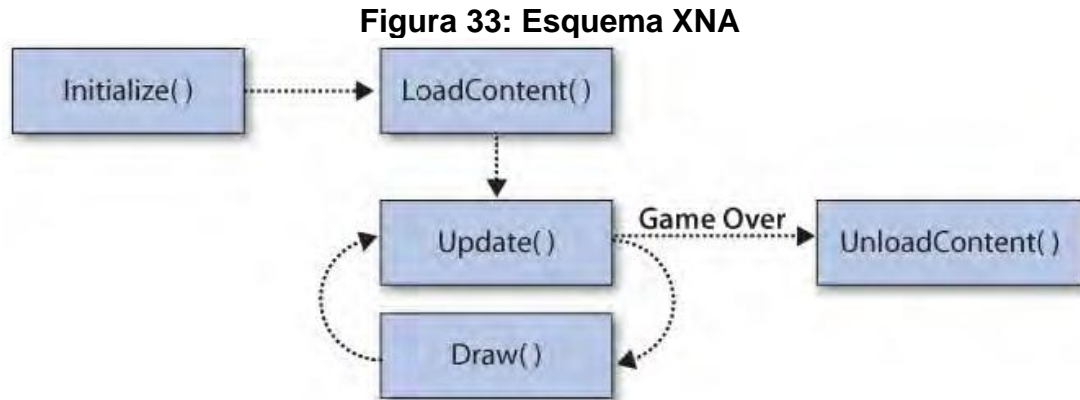 Figura 33: Esquema XNA
Initialize()
LoadContent()
Update()
Game Over
UnloadContent()
Draw()